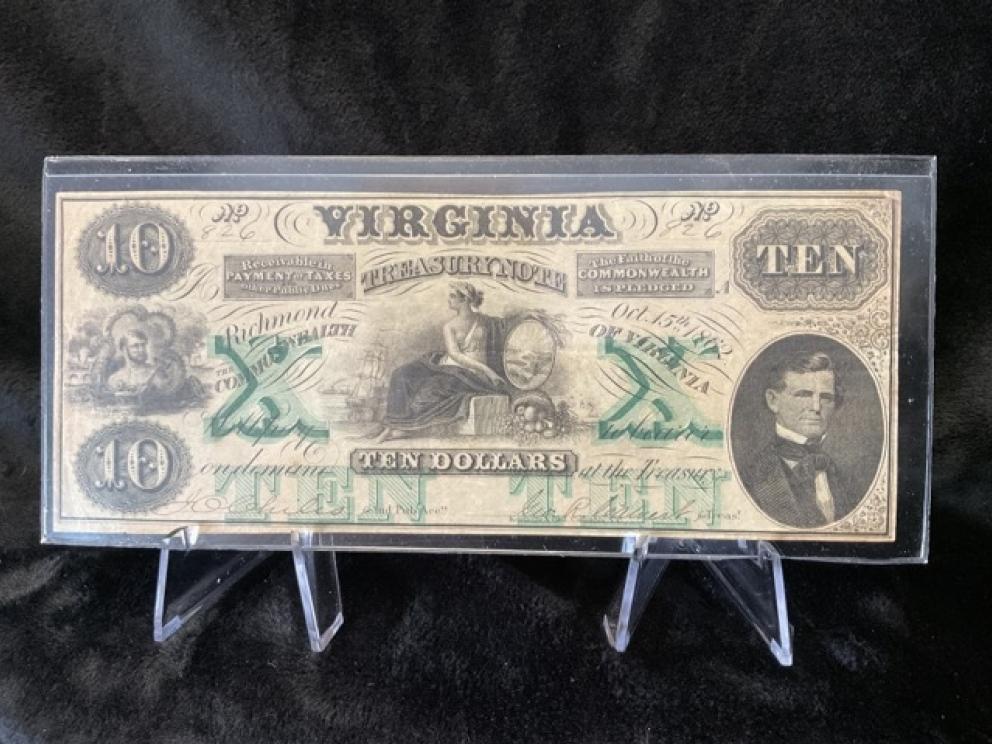 10
No
826
VIRGINIA
No
826
TEN
Receivable in
PAYMENT OF TAXES
other Public Dues
TREASURY NOTE
The Faith of the
COMMONWEALTH
IS PLEDGED
A
Richmond
Oct. 15th 1862
THE COMMONWEALTH
OF VIRGINIA
X
X
10
on demand
TEN DOLLARS
at the Treasury
TEN
TEN